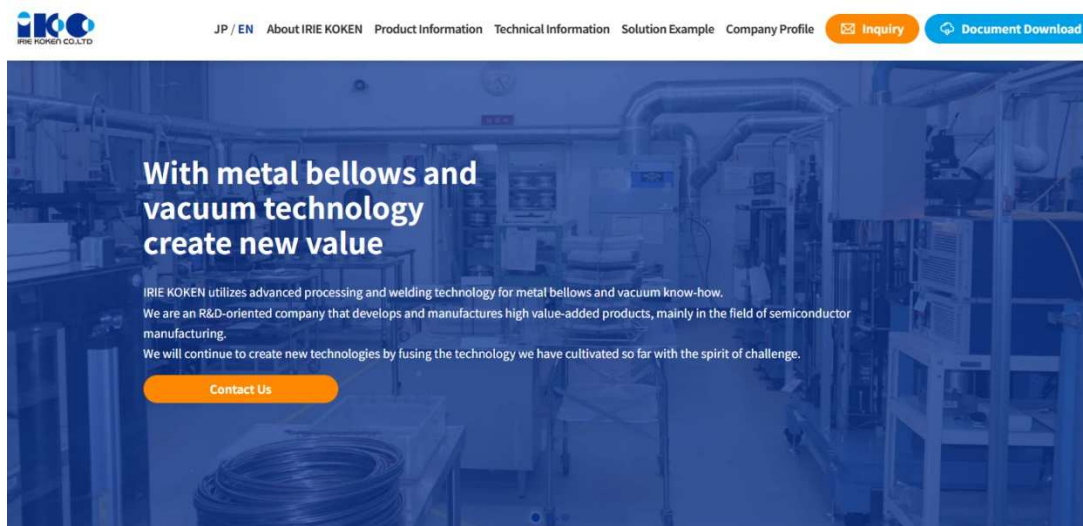 IKC
IRIE KOKEN CO.,LTD
JP / EN About IRIE KOKEN Product Information Technical Information Solution Example Company Profile Inquiry Document Download
With metal bellows and
vacuum technology
create new value
IRIE KOKEN utilizes advanced processing and welding technology for metal bellows and vacuum know-how.
We are an R&D-oriented company that develops and manufactures high value-added products, mainly in the field of semiconductor
manufacturing.
We will continue to create new technologies by fusing the technology we have cultivated so far with the spirit of challenge.
Contact Us